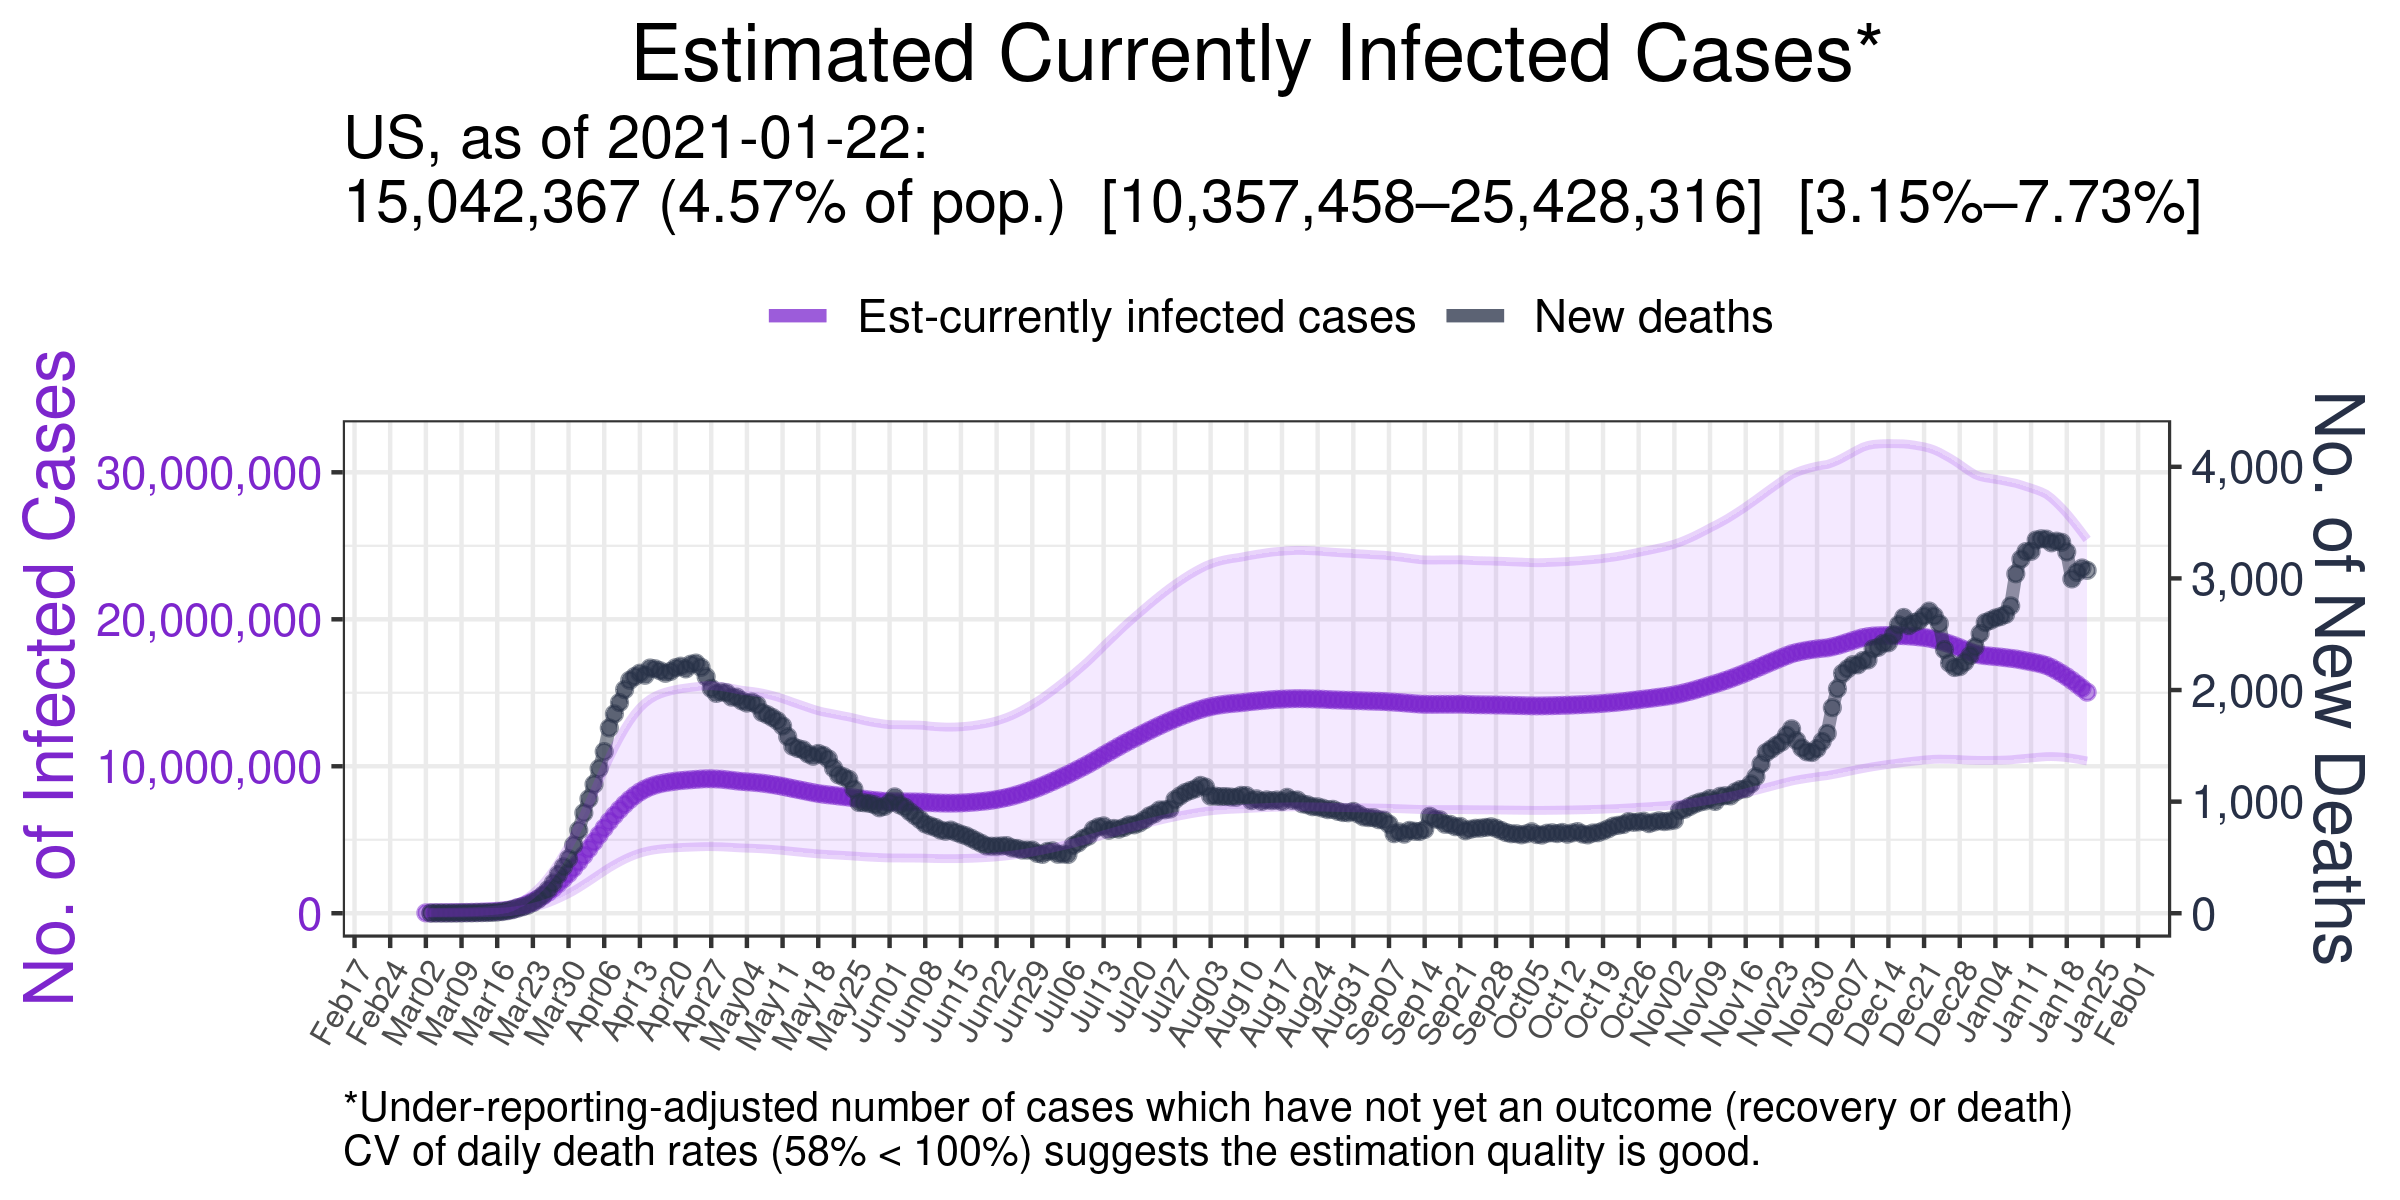 Estimated Currently Infected Cases*
US, as of 2021-01-22:
15,042,367 (4.57% of pop.) [10,357,458–25,428,316] [3.15%–7.73%]
Est-currently infected cases New deaths
No. of Infected Cases
30,000,000
20,000,000
10,000,000
0
4,000
3,000
2,000
1,000
0
No. of New Deaths
Feb17 Feb24 Mar02 Mar09 Mar16 Mar23 Mar30 Apr06 Apr13 Apr20 Apr27 May04 May11 May18 May25 Jun01 Jun08 Jun15 Jun22 Jun29 Jul06 Jul13 Jul20 Jul27 Aug03 Aug10 Aug17 Aug24 Aug31 Sep07 Sep14 Sep21 Sep28 Oct05 Oct12 Oct19 Oct26 Nov02 Nov09 Nov16 Nov23 Nov30 Dec07 Dec14 Dec21 Dec28 Jan04 Jan11 Jan18 Jan25 Feb01
*Under-reporting-adjusted number of cases which have not yet an outcome (recovery or death)
CV of daily death rates (58% < 100%) suggests the estimation quality is good.